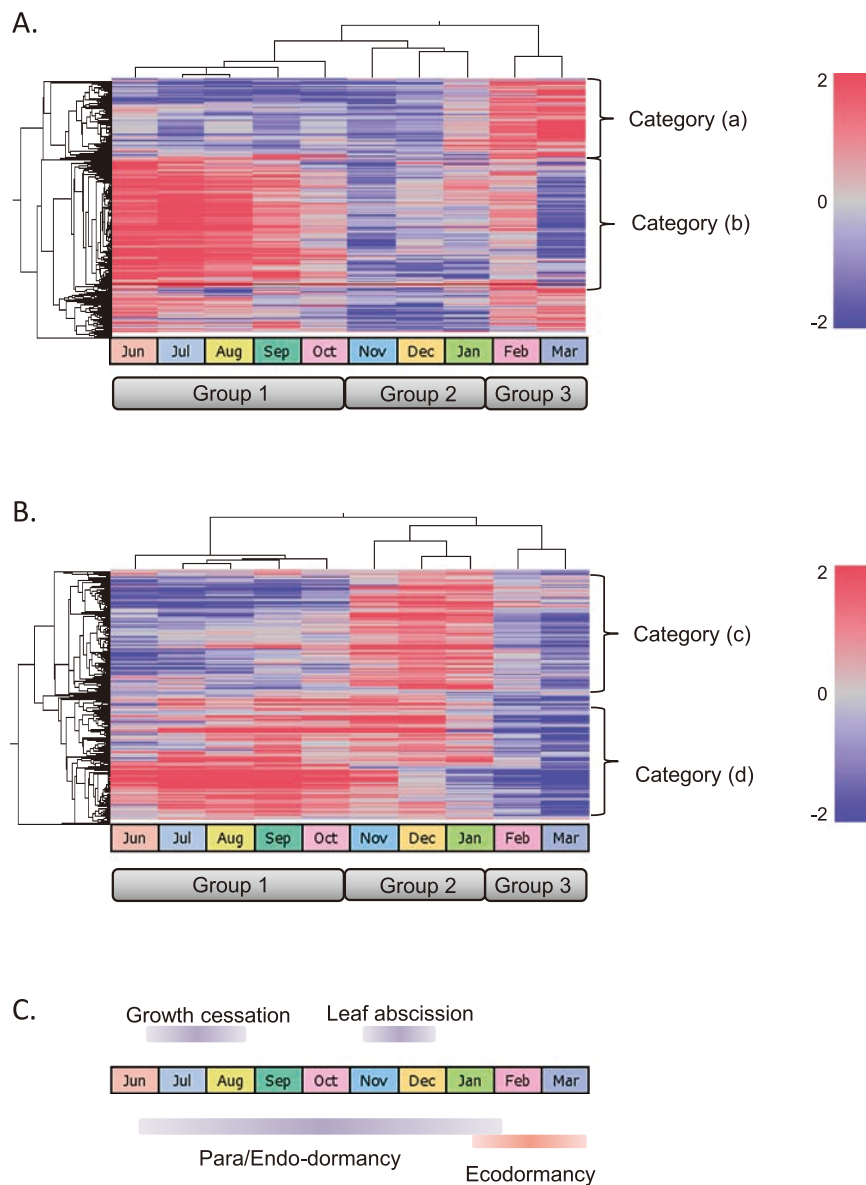 A.
2
Category (a)
0
Category (b)
-2
Jun Jul Aug Sep Oct Nov Dec Jan Feb Mar
Group 1 Group 2 Group 3
B.
2
Category (c)
0
Category (d)
-2
Jun Jul Aug Sep Oct Nov Dec Jan Feb Mar
Group 1 Group 2 Group 3
C.
Growth cessation Leaf abscission
Jun Jul Aug Sep Oct Nov Dec Jan Feb Mar
Para/Endo-dormancy
Ecodormancy